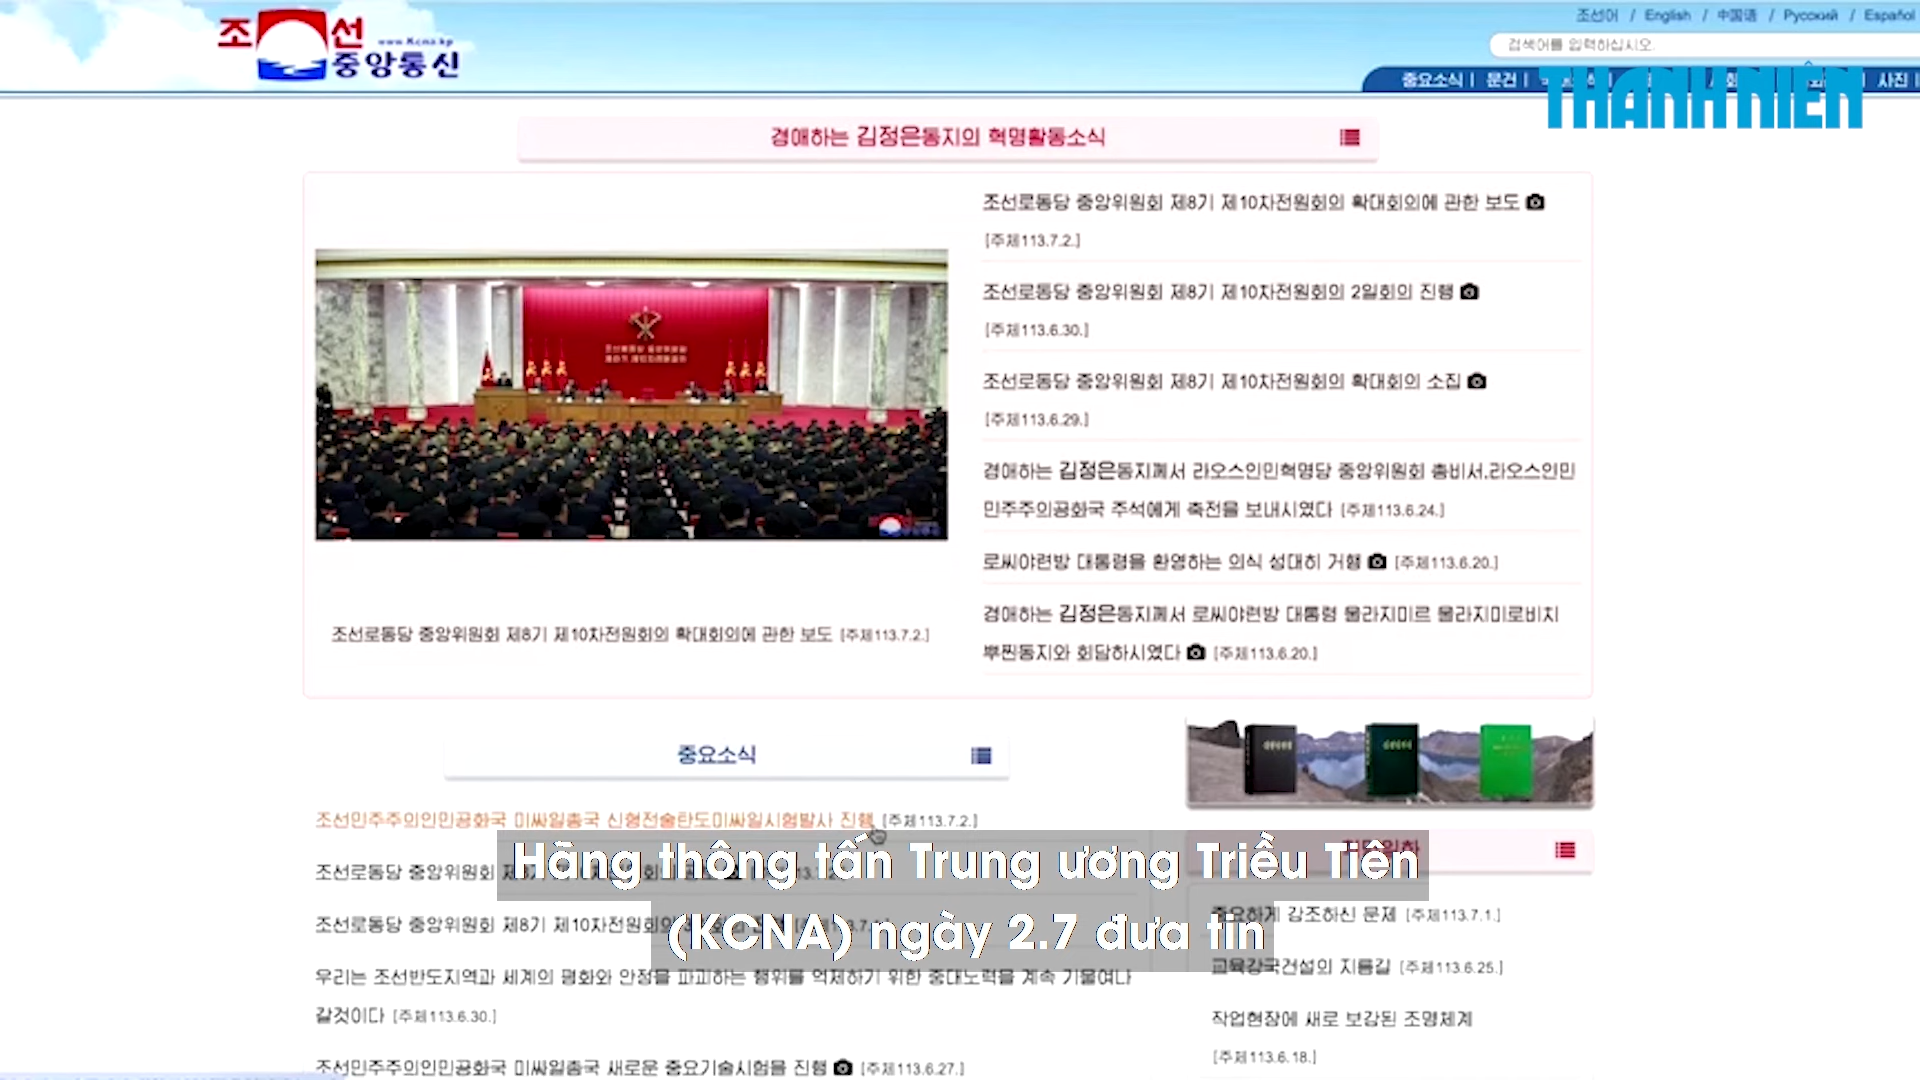 조선
www.kcna.kp
중앙통신
조선어 / English / 中国语 / Русский / Español
검색어를 입력하십시오.
중요소식 | 문건 |
사진 |
THANH NIÊN
경애하는 김정은동지의 혁명활동소식
조선로동당 중앙위원회 제8기 제10차전원회의 확대회의에 관한 보도
[주체113.7.2.]
조선로동당 중앙위원회 제8기 제10차전원회의 2일회의 진행
[주체113.6.30.]
조선로동당 중앙위원회 제8기 제10차전원회의 확대회의 소집
[주체113.6.29.]
경애하는 김정은동지께서 라오스인민혁명당 중앙위원회 총비서,라오스인민
민주주의공화국 주석에게 축전을 보내시였다 [주체113.6.24.]
로씨야련방 대통령을 환영하는 의식 성대히 거행 [주체113.6.20.]
경애하는 김정은동지께서 로씨야련방 대통령 울라지미르 울라지미로비치
뿌찐동지와 회담하시였다 [주체113.6.20.]
조선로동당 중앙위원회 제8기 제10차전원회의 확대회의에 관한 보도 [주체113.7.2.]
중요소식
조선민주주의인민공화국 미싸일총국 신형전술탄도미싸일시험발사 진행 [주체113.7.2.]
조선로동당 중앙위원회
조선로동당 중앙위원회 제8기 제10차전원회의
우리는 조선반도지역과 세계의 평화와 안정을 파괴하는 행위를 억제하기 위한 중대노력을 계속 기울여나
갈것이다 [주체113.6.30.]
조선민주주의인민공화국 미싸일총국 새로운 중요기술시험을 진행 [주체113.6.27.]
중요하게 강조하신 문제 [주체113.7.1.]
교육강국건설의 지름길 [주체113.6.25.]
작업현장에 새로 보강된 조명체계
[주체113.6.18.]
Hãng thông tấn Trung ương Triều Tiên
(KCNA) ngày 2.7 đưa tin